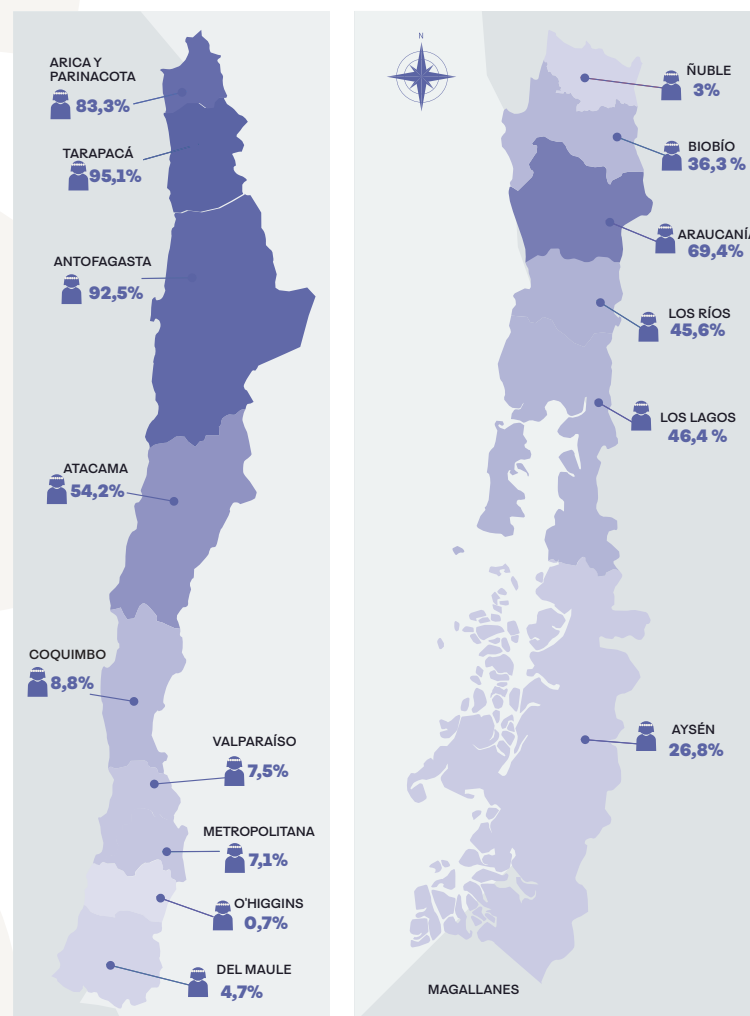 ARICA Y
PARINACOTA
83,3%
TARAPACÁ
95,1%
ANTOFAGASTA
92,5%
ATACAMA
54,2%
COQUIMBO
8,8%
VALPARAÍSO
7,5%
METROPOLITANA
7,1%
O'HIGGINS
0,7%
DEL MAULE
4,7%
N
ÑUBLE
3%
BIOBÍO
36,3 %
ARAUCANÍA
69,4%
LOS RÍOS
45,6%
LOS LAGOS
46,4 %
AYSÉN
26,8%
MAGALLANES